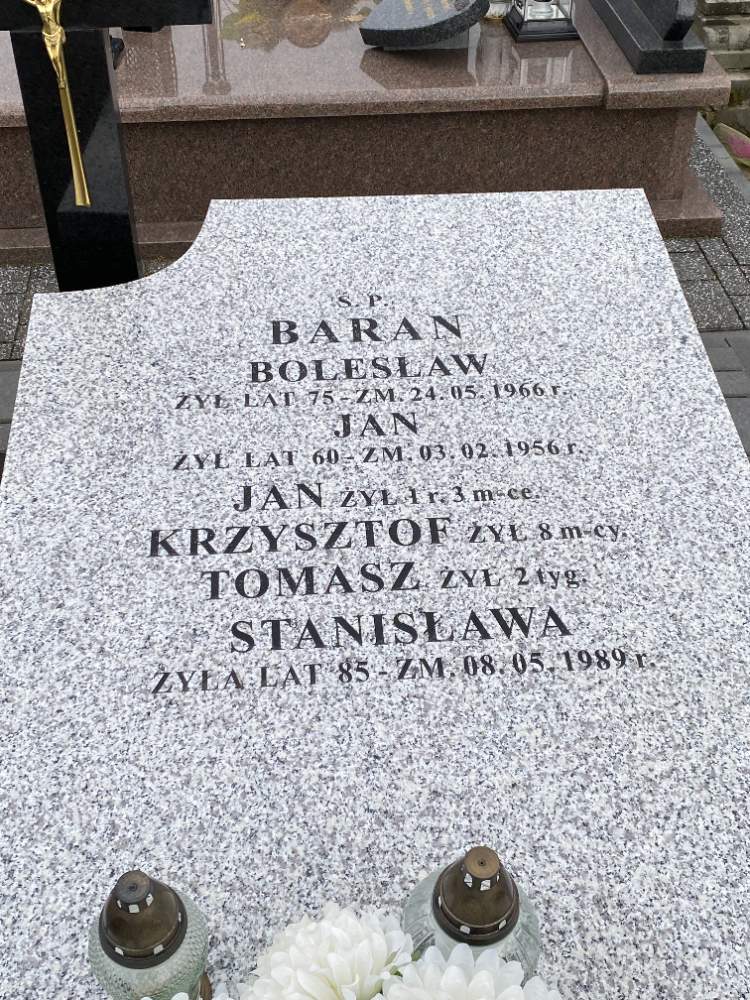 S. P.
BARAN
BOLESŁAW
ŻYŁ LAT 75 - ZM. 24. 05. 1966 r.
JAN
ŻYŁ LAT 60 - ZM. 03. 02. 1956 r.
JAN ŻYŁ 1 r. 3 m-ce.
KRZYSZTOF ŻYŁ 8 m-cy.
TOMASZ ŻYŁ 2 tyg.
STANISŁAWA
ŻYŁA LAT 85 - ZM. 08. 05. 1989 r.